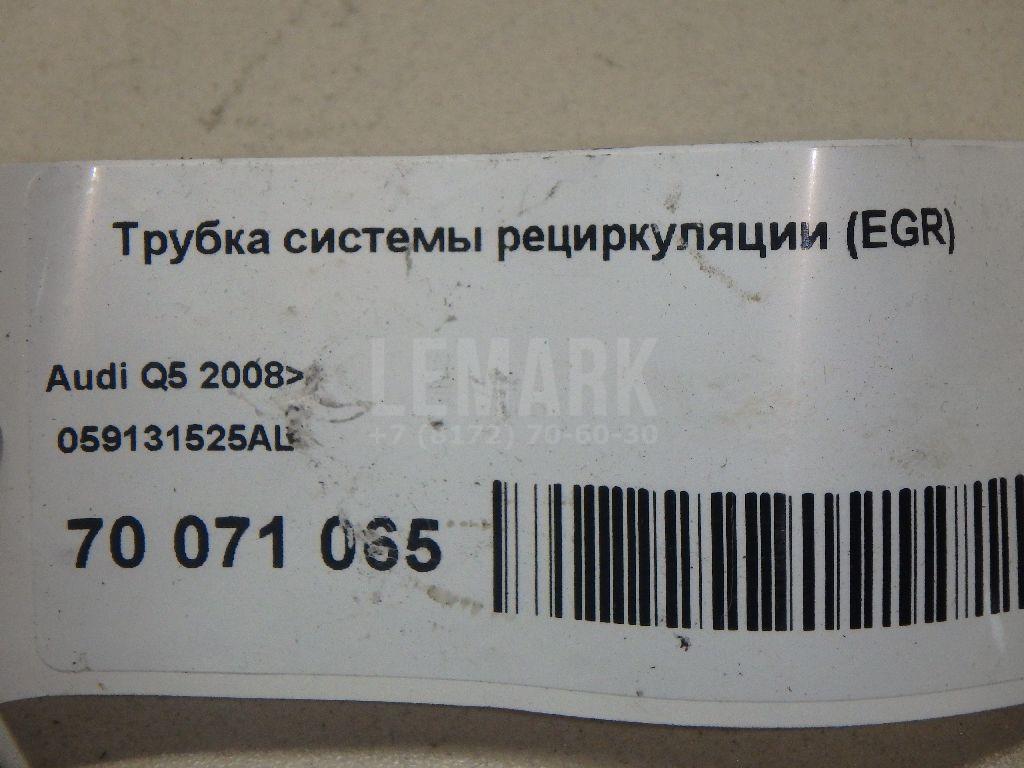 Трубка системы рециркуляции (EGR)
Audi Q5 2008>
LEMARK
059131525AL
+7 (8172) 70-60-30
70 071 065